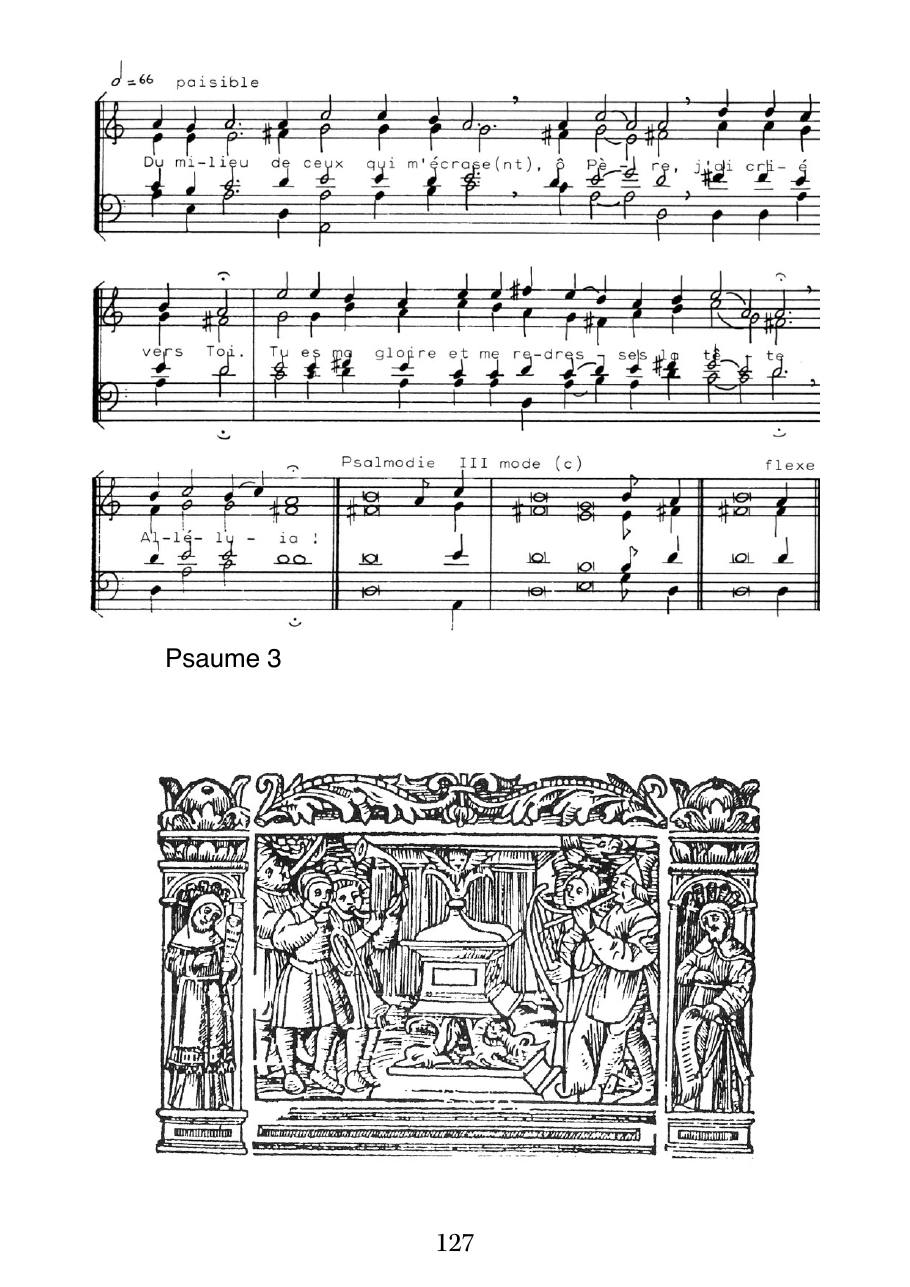 ♩=66 paisible
Du mi-lieu de ceux qui m'écrase(nt), ô Pè - re, j'ai cri- é
vers Toi. Tu es ma gloire et me re-dres - ses la tê - te
Psalmodie III mode (c) flexe
Al-lé- lu - ia !
Psaume 3
127